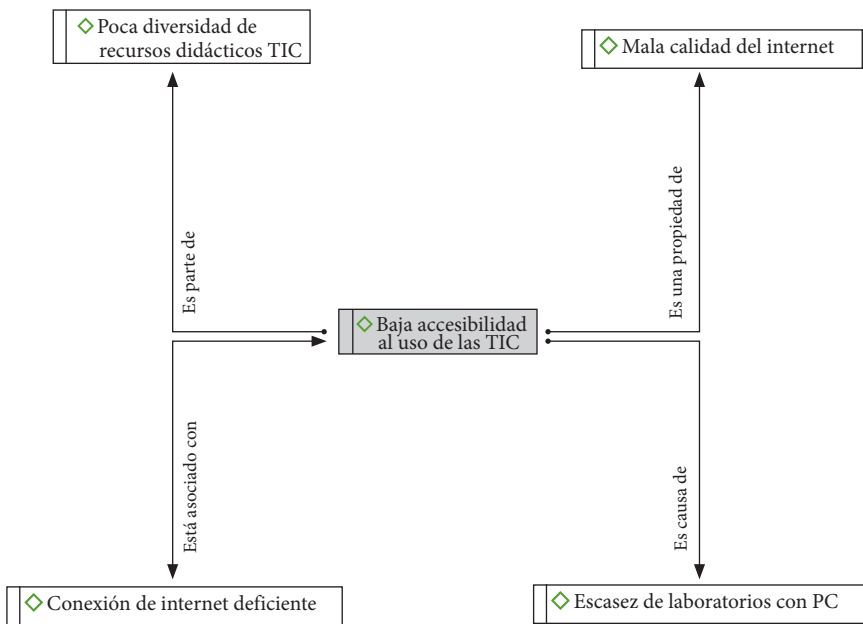 Poca diversidad de
recursos didácticos TIC
Mala calidad del internet
Es parte de
Es una propiedad de
Baja accesibilidad
al uso de las TIC
Está asociado con
Es causa de
Conexión de internet deficiente
Escasez de laboratorios con PC